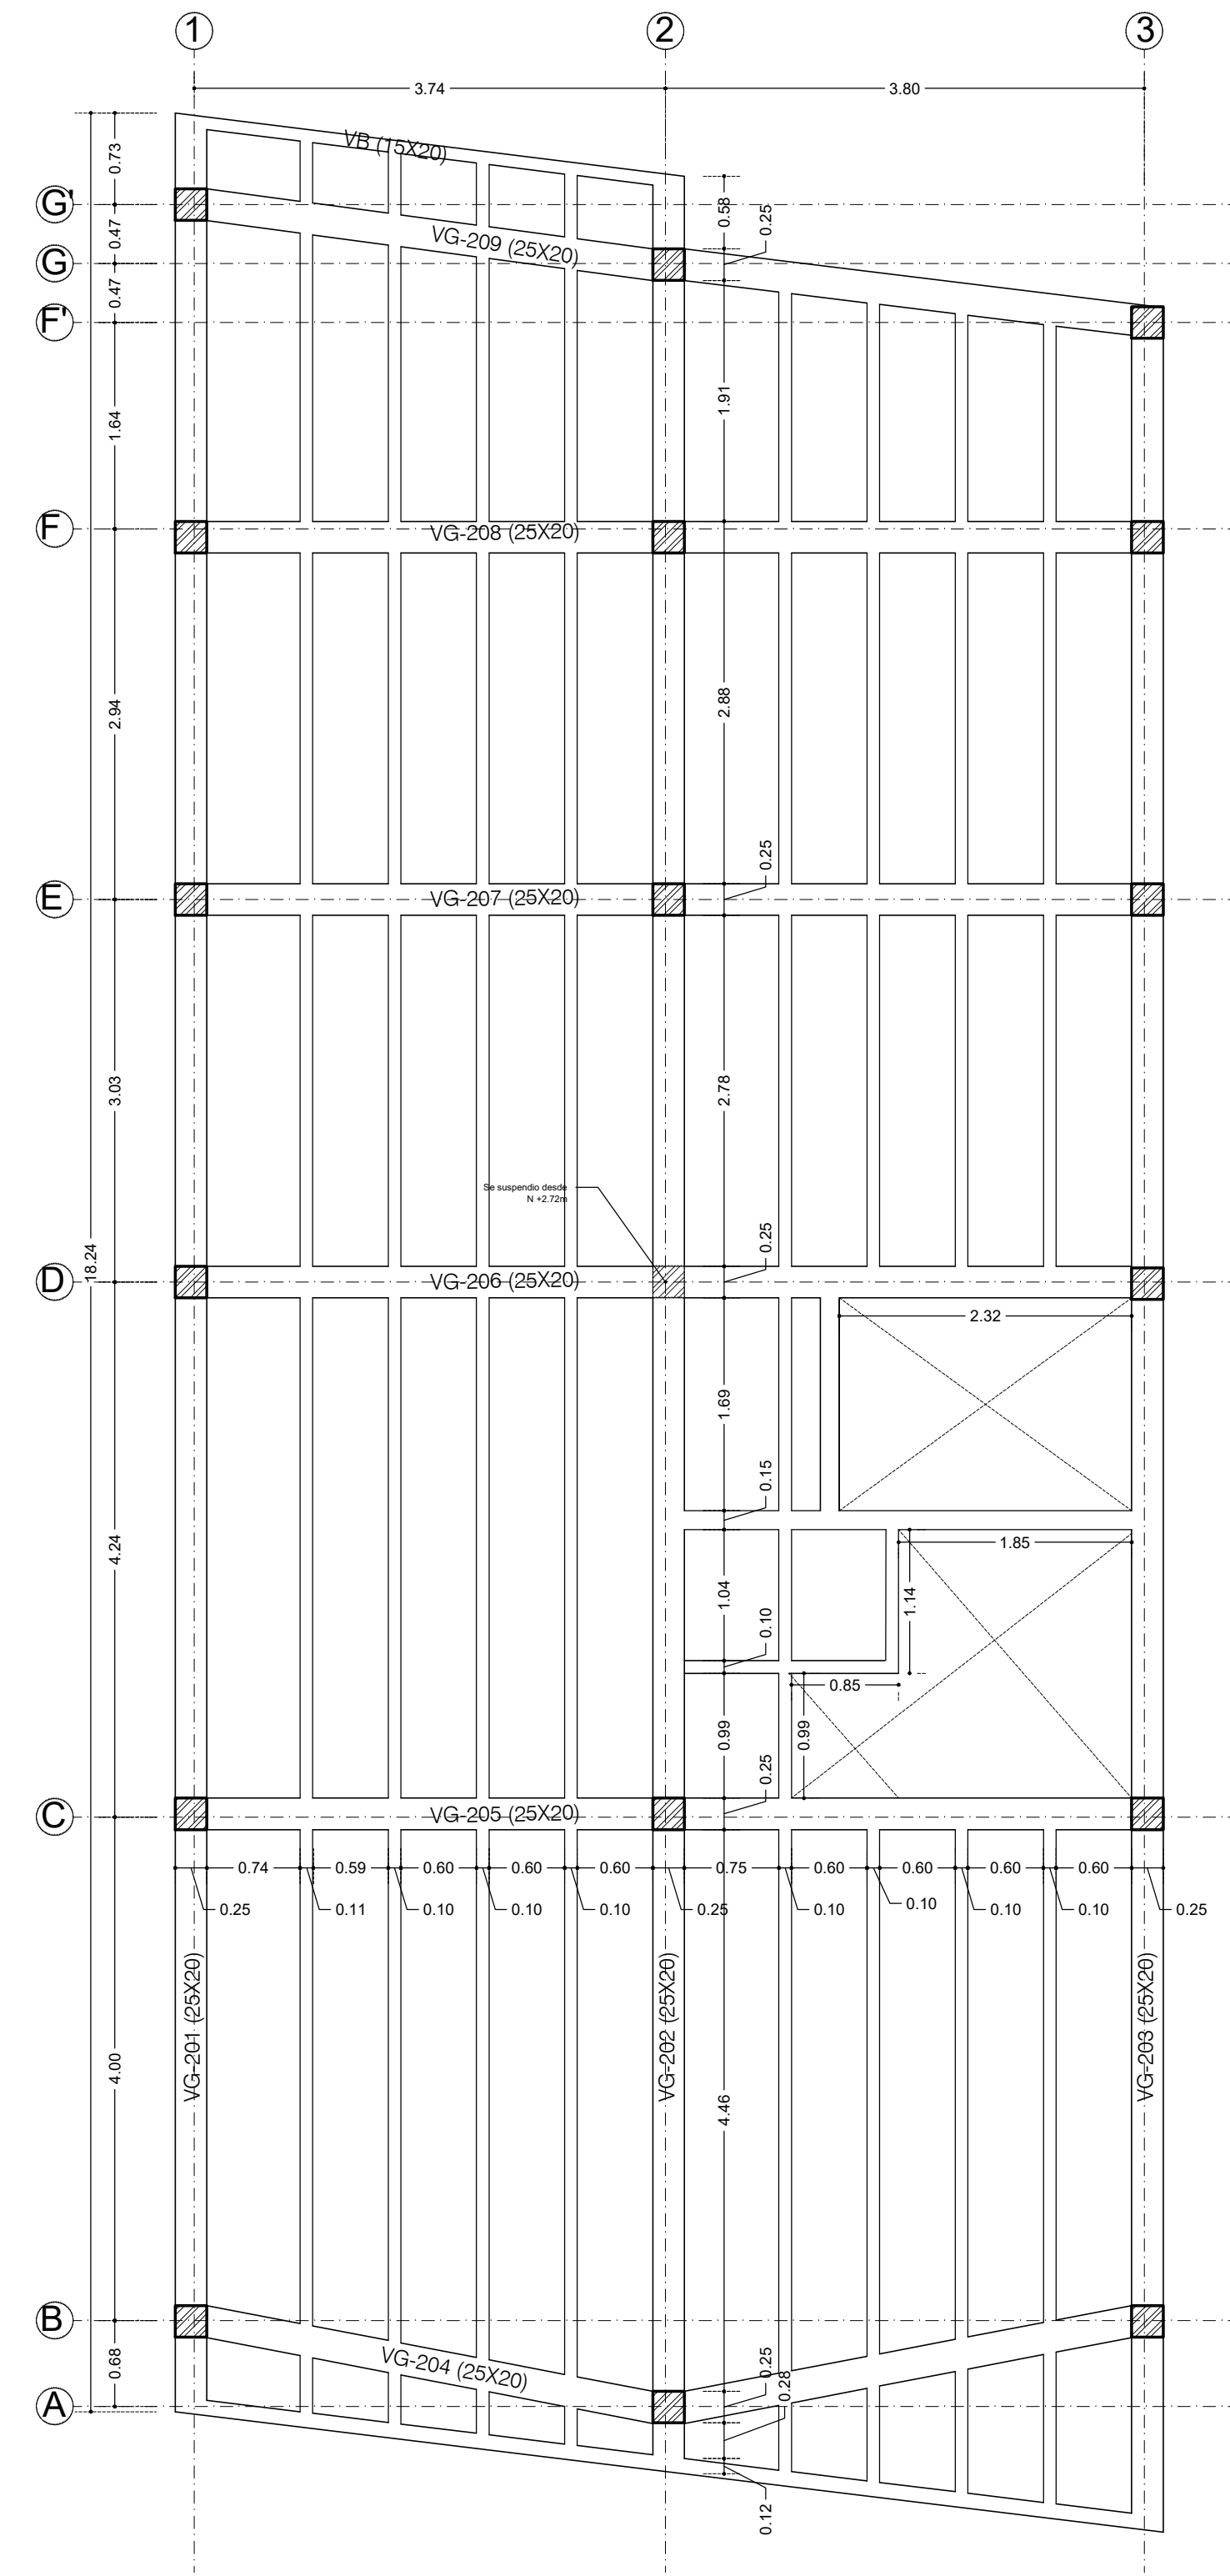 1
2
3
3.74
3.80
VB (15X20)
0.73
G'
0.47
0.58
0.25
VG-209 (25X20)
G
0.47
F'
1.64
1.91
F
VG-208 (25X20)
2.94
2.88
0.25
E
VG-207 (25X20)
3.03
2.78
Se suspendio desde
N +2.72m
18.24
0.25
D
VG-206 (25X20)
2.32
1.69
0.15
4.24
1.85
1.04
1.14
0.10
0.85
0.99
0.99
0.25
C
VG-205 (25X20)
0.74
0.59
0.60
0.60
0.60
0.75
0.60
0.60
0.60
0.60
0.25
0.11
0.10
0.10
0.10
0.25
0.10
0.10
0.10
0.10
0.25
VG-201 (25X20)
VG-202 (25X20)
VG-203 (25X20)
4.00
4.46
B
0.68
VG-204 (25X20)
0.25
0.28
A
0.12